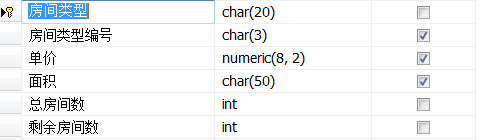 房间类型 char(20)
房间类型编号 char(3)
单价 numeric(8, 2)
面积 char(50)
总房间数 int
剩余房间数 int